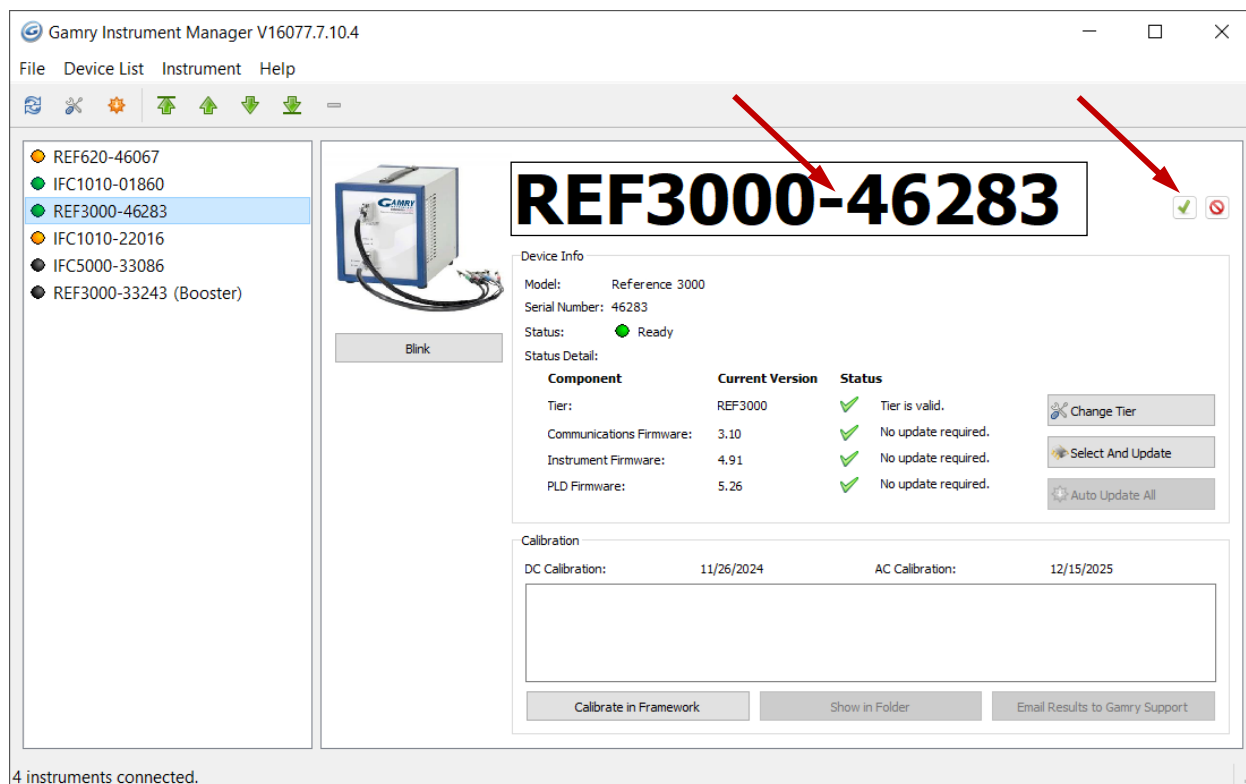 Gamry Instrument Manager V16077.7.10.4
File Device List Instrument Help
REF620-46067
IFC1010-01860
REF3000-46283
IFC1010-22016
IFC5000-33086
REF3000-33243 (Booster)
GAMRY
Blink
REF3000-46283
Device Info
Model: Reference 3000
Serial Number: 46283
Status: Ready
Status Detail:
Component Current Version Status
Tier: REF3000 Tier is valid.
Change Tier
Communications Firmware: 3.10 No update required.
Instrument Firmware: 4.91 No update required.
Select And Update
PLD Firmware: 5.26 No update required.
Auto Update All
Calibration
DC Calibration: 11/26/2024 AC Calibration: 12/15/2025
Calibrate in Framework Show in Folder Email Results to Gamry Support
4 instruments connected.